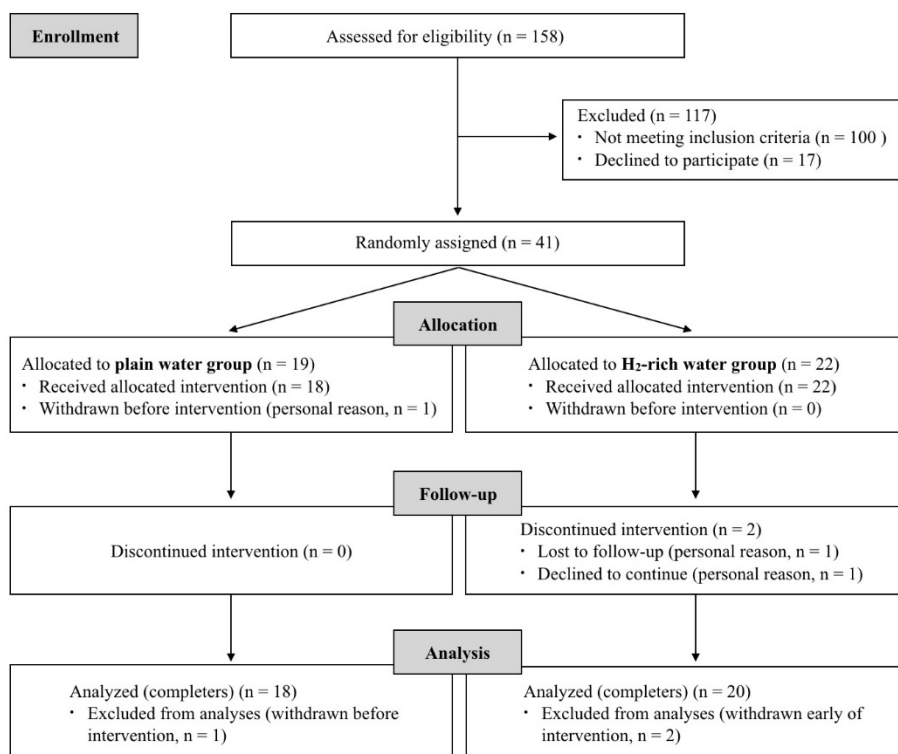 Enrollment
Assessed for eligibility (n = 158)
Excluded (n = 117)
・ Not meeting inclusion criteria (n = 100 )
・ Declined to participate (n = 17)
Randomly assigned (n = 41)
Allocation
Allocated to plain water group (n = 19)
・ Received allocated intervention (n = 18)
・ Withdrawn before intervention (personal reason, n = 1)
Allocated to H₂-rich water group (n = 22)
・ Received allocated intervention (n = 22)
・ Withdrawn before intervention (n = 0)
Follow-up
Discontinued intervention (n = 0)
Discontinued intervention (n = 2)
・ Lost to follow-up (personal reason, n = 1)
・ Declined to continue (personal reason, n = 1)
Analysis
Analyzed (completers) (n = 18)
・ Excluded from analyses (withdrawn before
intervention, n = 1)
Analyzed (completers) (n = 20)
・ Excluded from analyses (withdrawn early of
intervention, n = 2)